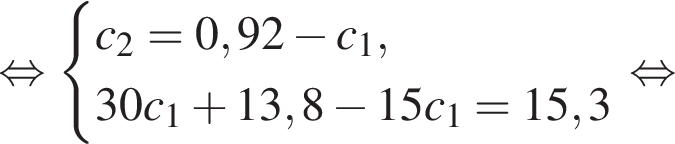 ⇔ { c₂ = 0,92 − c₁,
30c₁ + 13,8 − 15c₁ = 15,3 ⇔